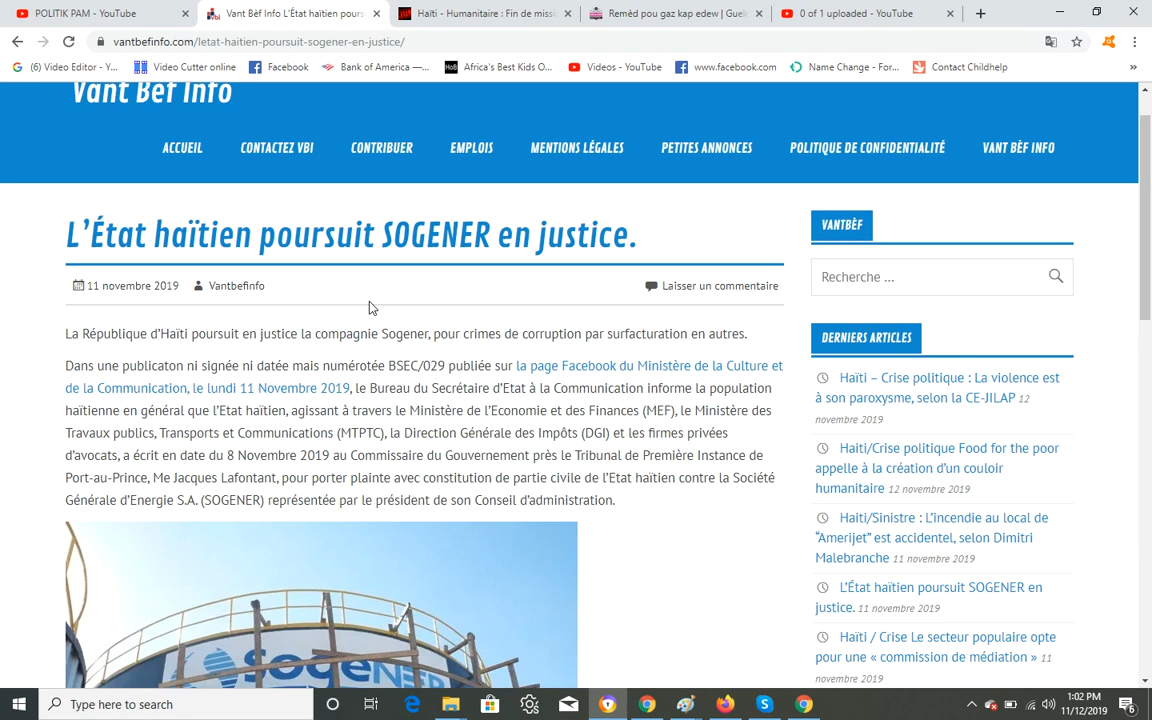 POLITIK PAM - YouTube
Vant Bèf Info L'État haïtien pours
Haïti - Humanitaire : Fin de missi
Remèd pou gaz kap edew | Guel
0 of 1 uploaded - YouTube
vantbefinfo.com/letat-haitien-poursuit-sogener-en-justice/
(6) Video Editor - Y...
Video Cutter online
Facebook
Bank of America —...
Africa's Best Kids O...
Videos - YouTube
www.facebook.com
Name Change - For...
Contact Childhelp
Vant Bèf Info
ACCUEIL
CONTACTEZ VBI
CONTRIBUER
EMPLOIS
MENTIONS LÉGALES
PETITES ANNONCES
POLITIQUE DE CONFIDENTIALITÉ
VANT BÈF INFO
L'État haïtien poursuit SOGENER en justice.
11 novembre 2019 Vantbefinfo
Laisser un commentaire
La République d'Haïti poursuit en justice la compagnie Sogener, pour crimes de corruption par surfacturation en autres.
Dans une publicaton ni signée ni datée mais numérotée BSEC/029 publiée sur la page Facebook du Ministère de la Culture et
de la Communication, le lundi 11 Novembre 2019, le Bureau du Secrétaire d'Etat à la Communication informe la population
haïtienne en général que l'Etat haïtien, agissant à travers le Ministère de l'Economie et des Finances (MEF), le Ministère des
Travaux publics, Transports et Communications (MTPTC), la Direction Générale des Impôts (DGI) et les firmes privées
d'avocats, a écrit en date du 8 Novembre 2019 au Commissaire du Gouvernement près le Tribunal de Première Instance de
Port-au-Prince, Me Jacques Lafontant, pour porter plainte avec constitution de partie civile de l'Etat haïtien contre la Société
Générale d'Energie S.A. (SOGENER) représentée par le président de son Conseil d'administration.
SogeNER
VANTBÈF
Recherche ...
DERNIERS ARTICLES
Haïti – Crise politique : La violence est
à son paroxysme, selon la CE-JILAP 12
novembre 2019
Haiti/Crise politique Food for the poor
appelle à la création d'un couloir
humanitaire 12 novembre 2019
Haiti/Sinistre : L'incendie au local de
"Amerijet" est accidentel, selon Dimitri
Malebranche 11 novembre 2019
L'État haïtien poursuit SOGENER en
justice. 11 novembre 2019
Haïti / Crise Le secteur populaire opte
pour une « commission de médiation » 11
novembre 2019
Type here to search
1:02 PM
11/12/2019
6